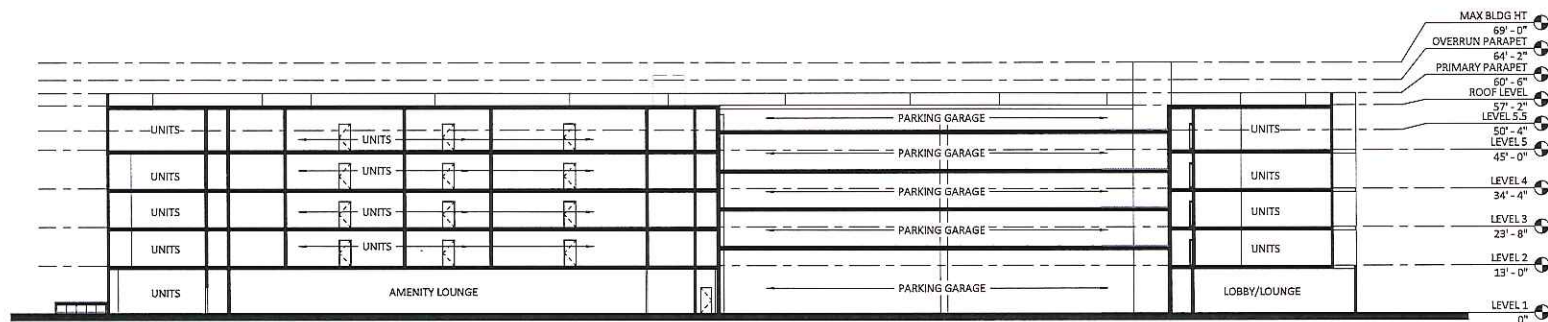 MAX BLDG HT
69' - 0"
OVERRUN PARAPET
64' - 2"
PRIMARY PARAPET
60' - 6"
ROOF LEVEL
57' - 2"
LEVEL 5.5
50' - 4"
LEVEL 5
45' - 0"
LEVEL 4
34' - 4"
LEVEL 3
23' - 8"
LEVEL 2
13' - 0"
LEVEL 1
0"
UNITS UNITS PARKING GARAGE UNITS
PARKING GARAGE
UNITS UNITS UNITS
PARKING GARAGE
UNITS UNITS UNITS
PARKING GARAGE
UNITS UNITS UNITS
UNITS AMENITY LOUNGE PARKING GARAGE LOBBY/LOUNGE